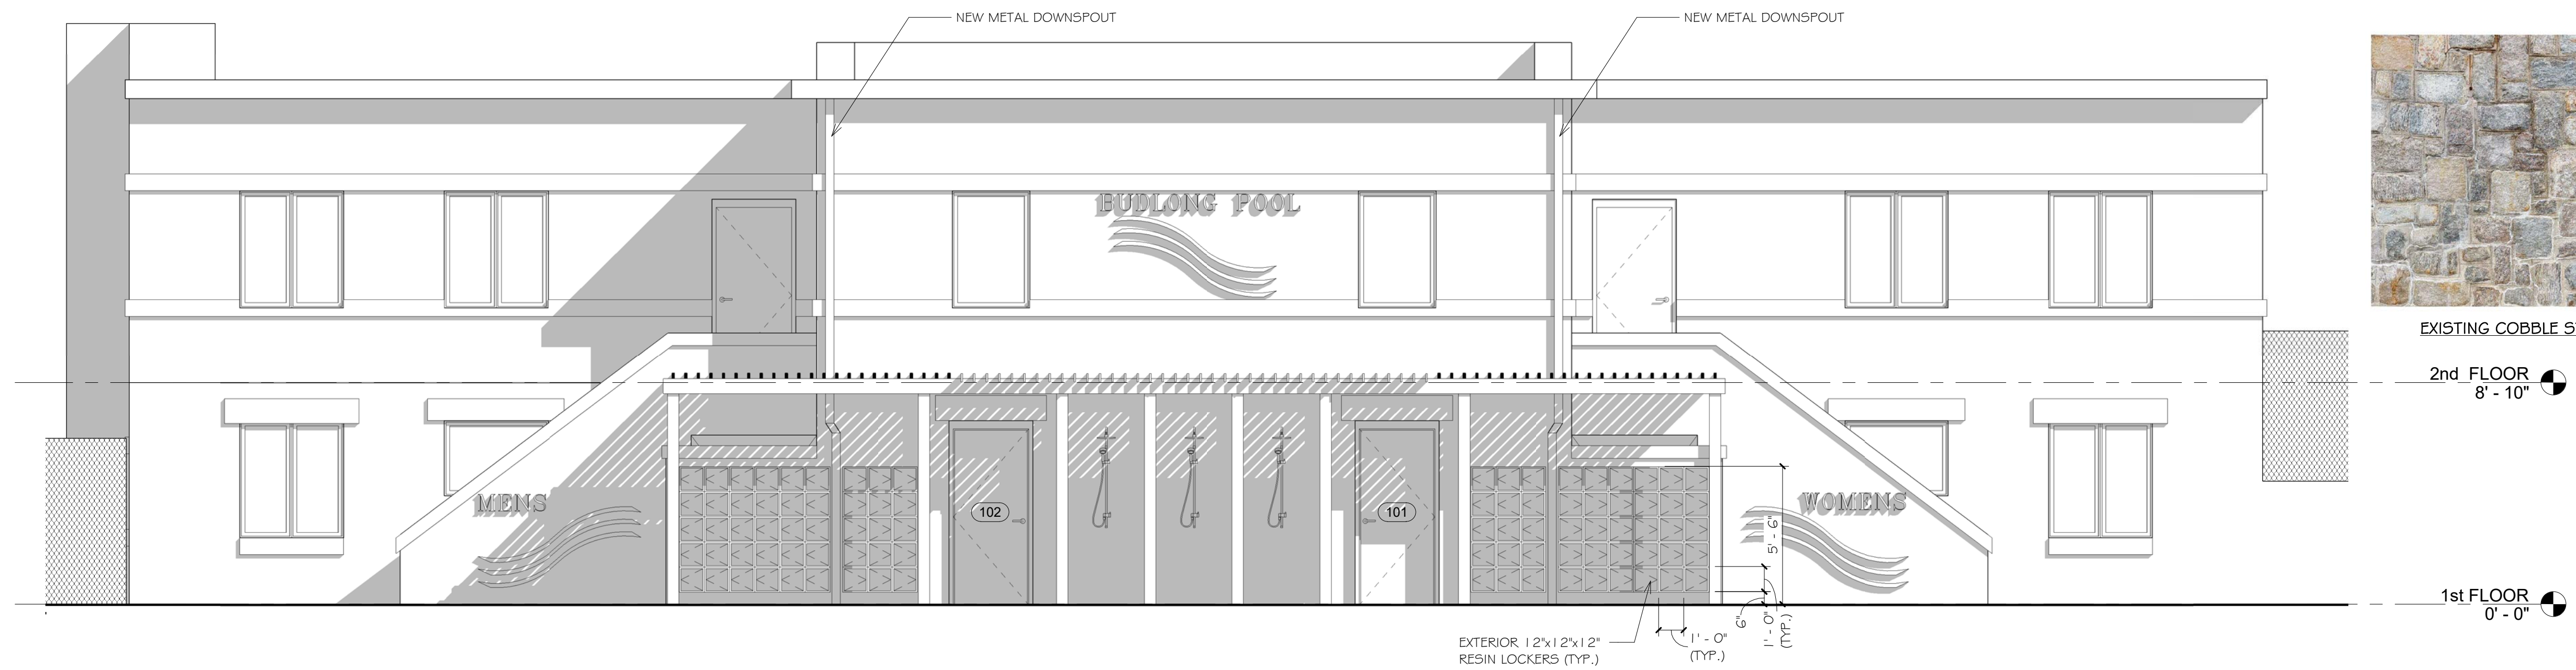 NEW METAL DOWNSPOUT
NEW METAL DOWNSPOUT
BUDLONG POOL
EXISTING COBBLE
2nd FLOOR
8' - 10"
MENS
WOMENS
102
101
5' - 6"
6"
1' - 0"
(TYP.)
1' - 0"
(TYP.)
EXTERIOR 12"x12"x12"
RESIN LOCKERS (TYP.)
1st FLOOR
0' - 0"